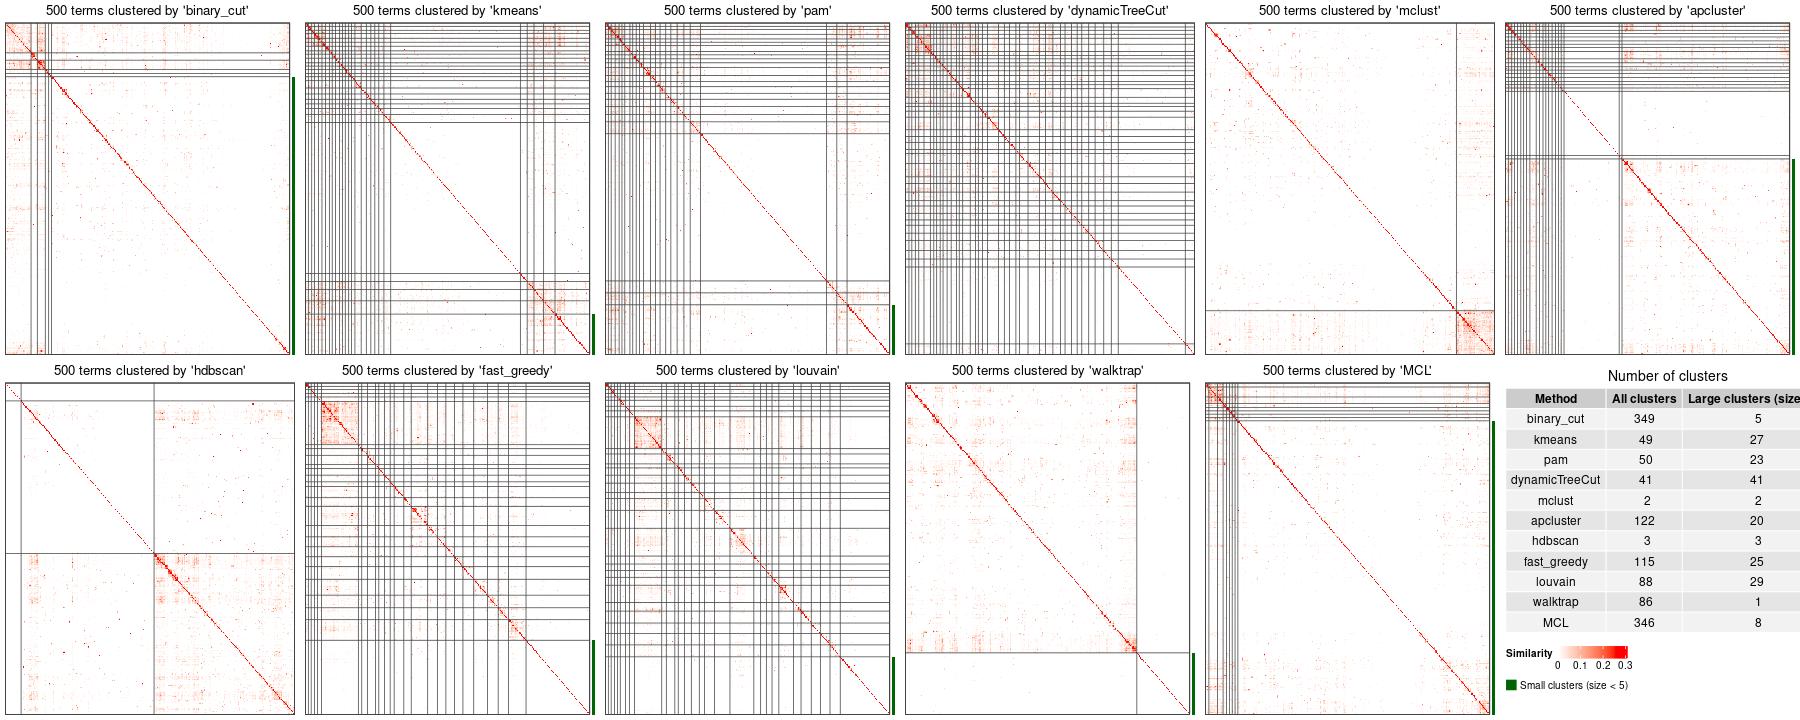 500 terms clustered by 'binary_cut'
500 terms clustered by 'kmeans'
500 terms clustered by 'pam'
500 terms clustered by 'dynamicTreeCut'
500 terms clustered by 'mclust'
500 terms clustered by 'apcluster'
500 terms clustered by 'hdbscan'
500 terms clustered by 'fast_greedy'
500 terms clustered by 'louvain'
500 terms clustered by 'walktrap'
500 terms clustered by 'MCL'
Number of clusters
Method All clusters Large clusters (size
binary_cut 349 5
kmeans 49 27
pam 50 23
dynamicTreeCut 41 41
mclust 2 2
apcluster 122 20
hdbscan 3 3
fast_greedy 115 25
louvain 88 29
walktrap 86 1
MCL 346 8
Similarity
0 0.1 0.2 0.3
Small clusters (size < 5)